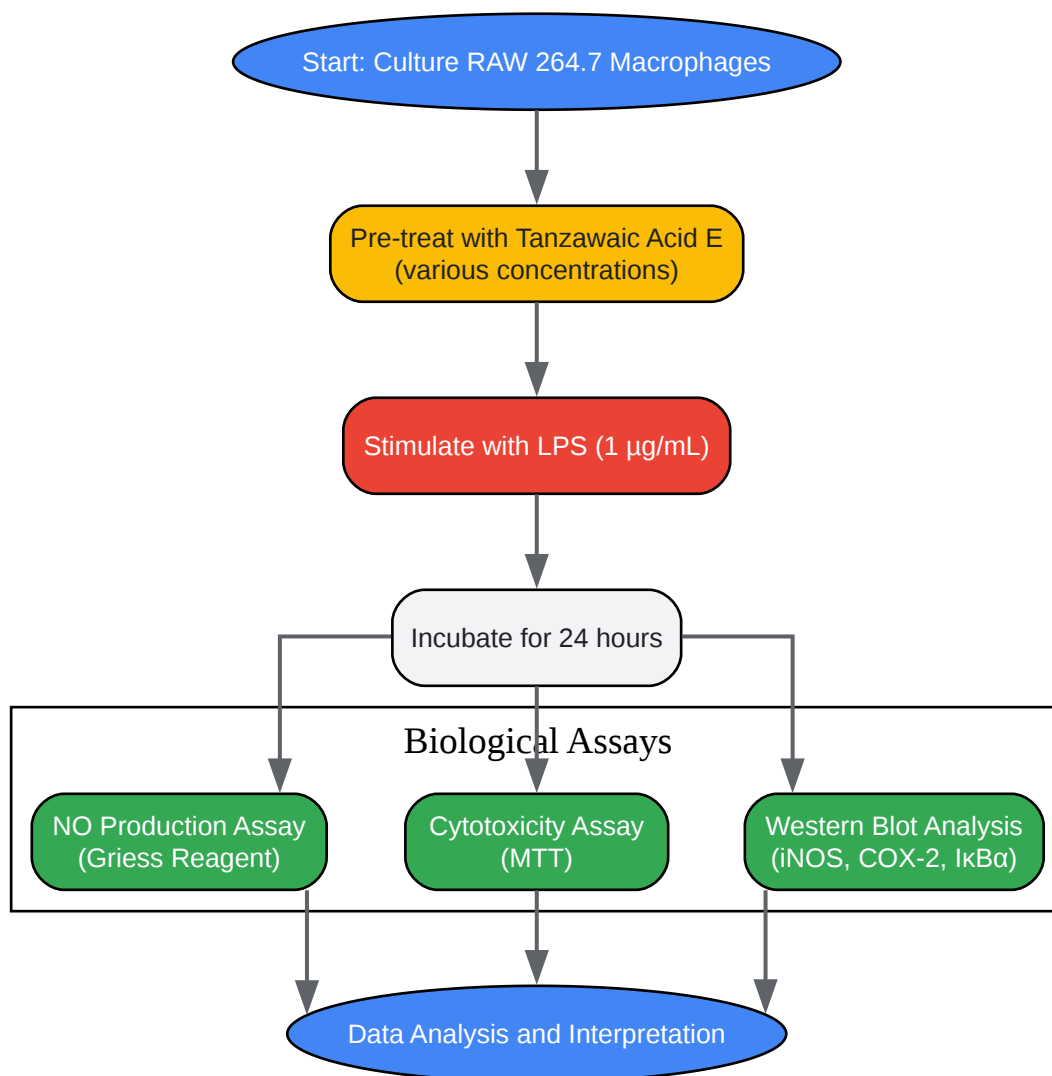 Start: Culture RAW 264.7 Macrophages
Pre-treat with Tanzawaic Acid E
(various concentrations)
Stimulate with LPS (1 µg/mL)
Incubate for 24 hours
Biological Assays
NO Production Assay
(Griess Reagent)
Cytotoxicity Assay
(MTT)
Western Blot Analysis
(iNOS, COX-2, IκBα)
Data Analysis and Interpretation